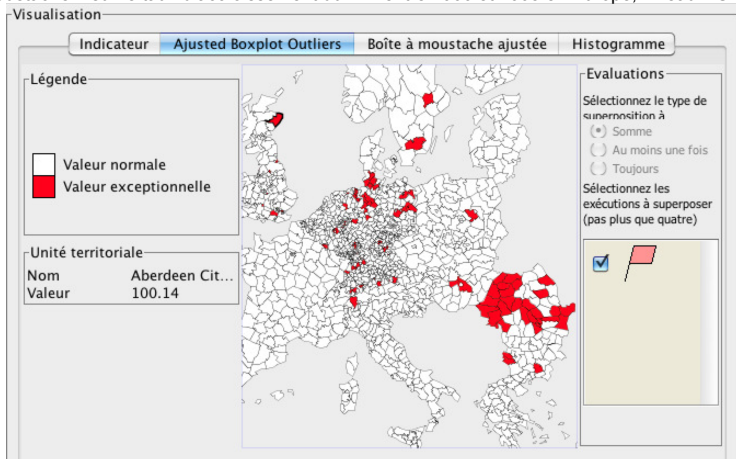 Visualisation
Indicateur
Ajusted Boxplot Outliers
Boîte à moustache ajustée
Histogramme
Légende
Valeur normale
Valeur exceptionnelle
Unité territoriale
Nom Aberdeen Cit...
Valeur 100.14
Evaluations
Sélectionnez le type de
superposition à
Somme
Au moins une fois
Toujours
Sélectionnez les
exécutions à superposer
(pas plus que quatre)